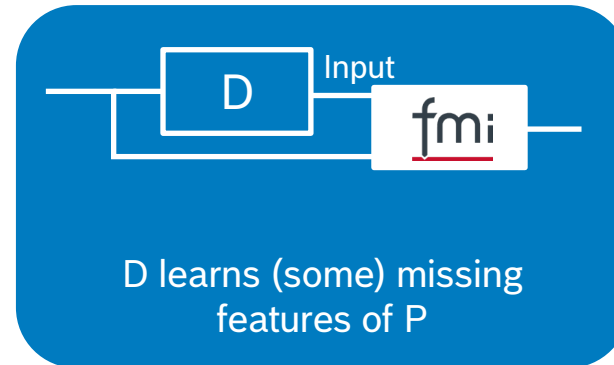 D
Input
fmi
D learns (some) missing
features of P